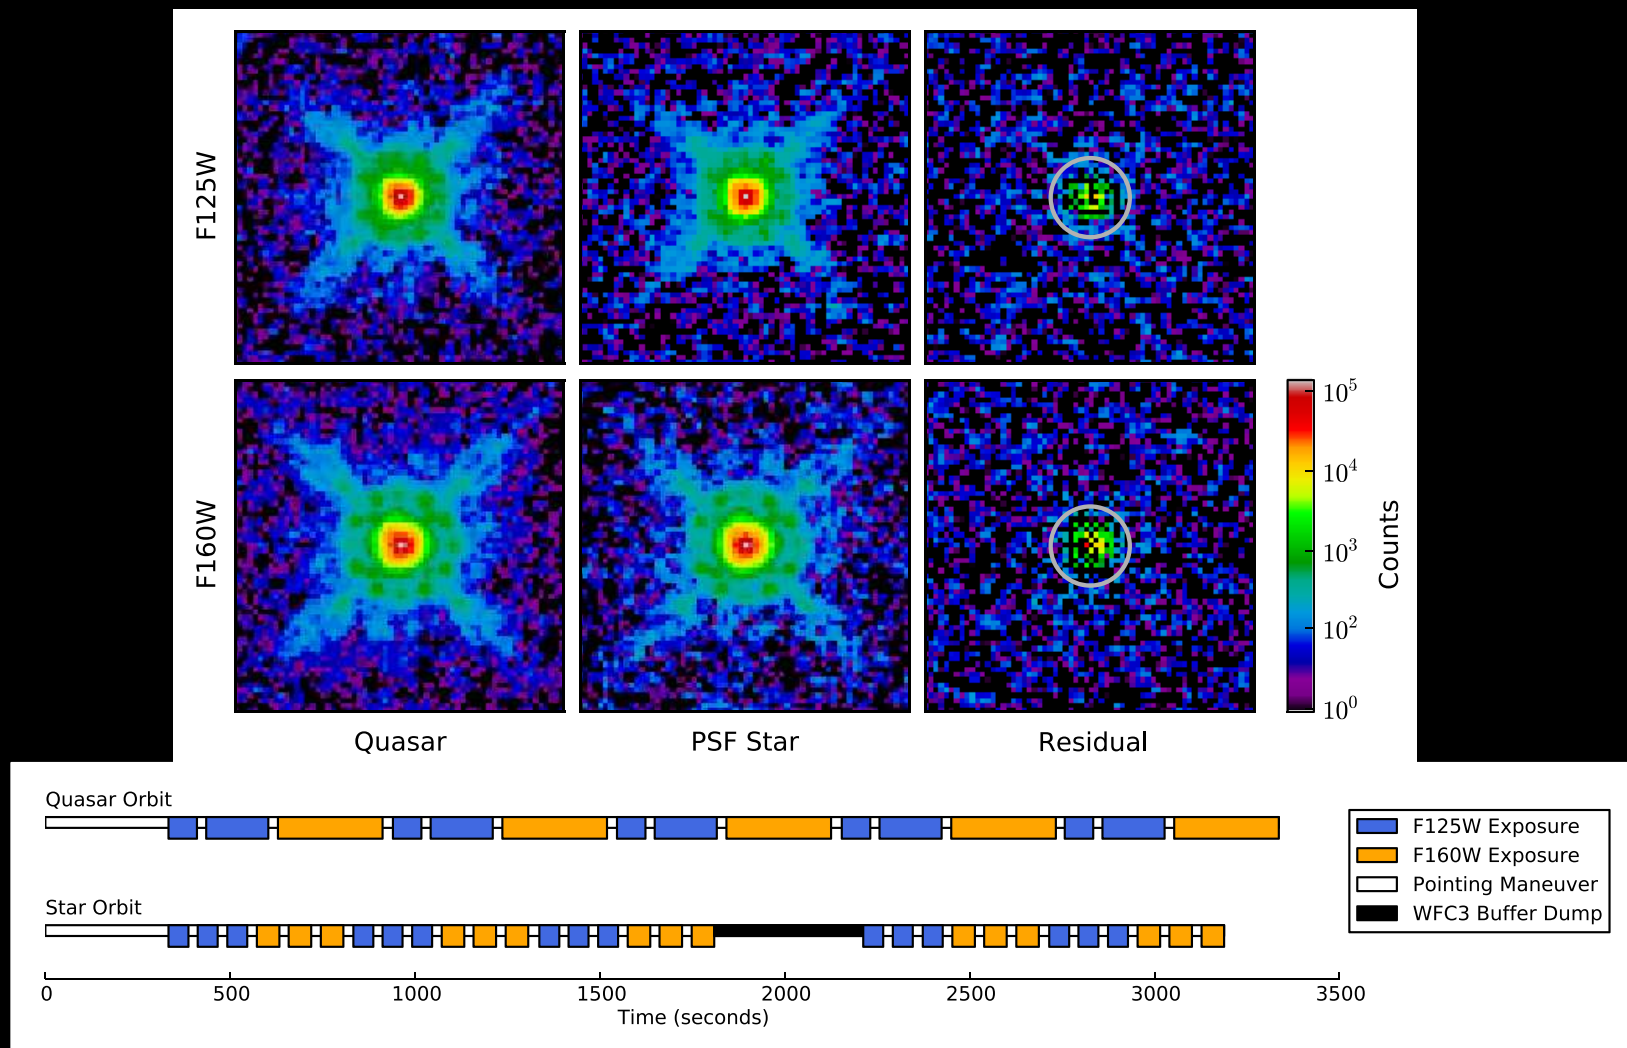 F125W
F160W
10^5
10^4
10^3
10^2
10^0
Counts
Quasar
PSF Star
Residual
Quasar Orbit
Star Orbit
F125W Exposure
F160W Exposure
Pointing Maneuver
WFC3 Buffer Dump
0 500 1000 1500 2000 2500 3000 3500
Time (seconds)